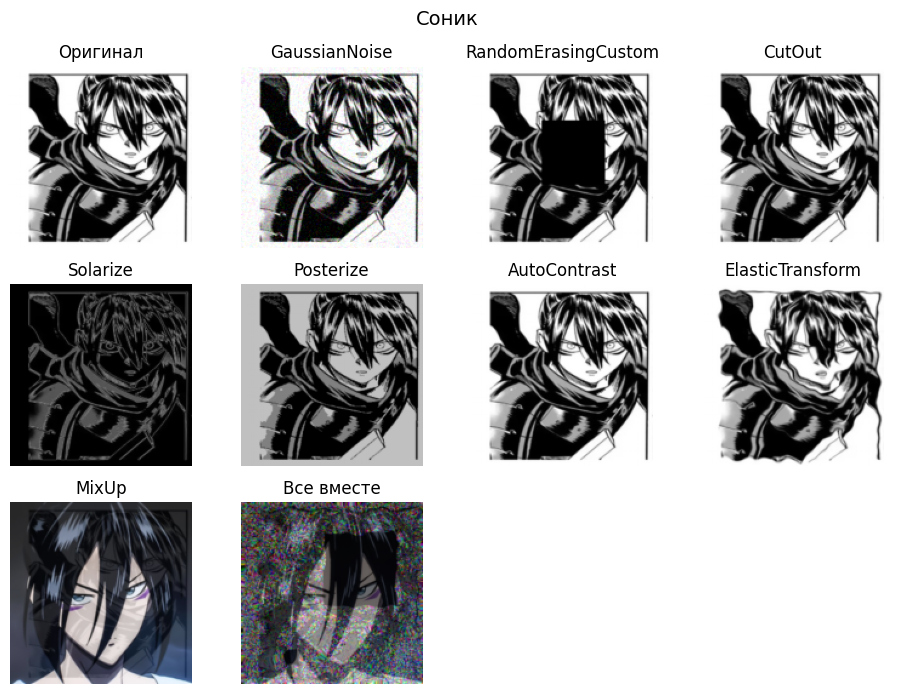 Соник
Оригинал
GaussianNoise
RandomErasingCustom
CutOut
Solarize
Posterize
AutoContrast
ElasticTransform
MixUp
Все вместе